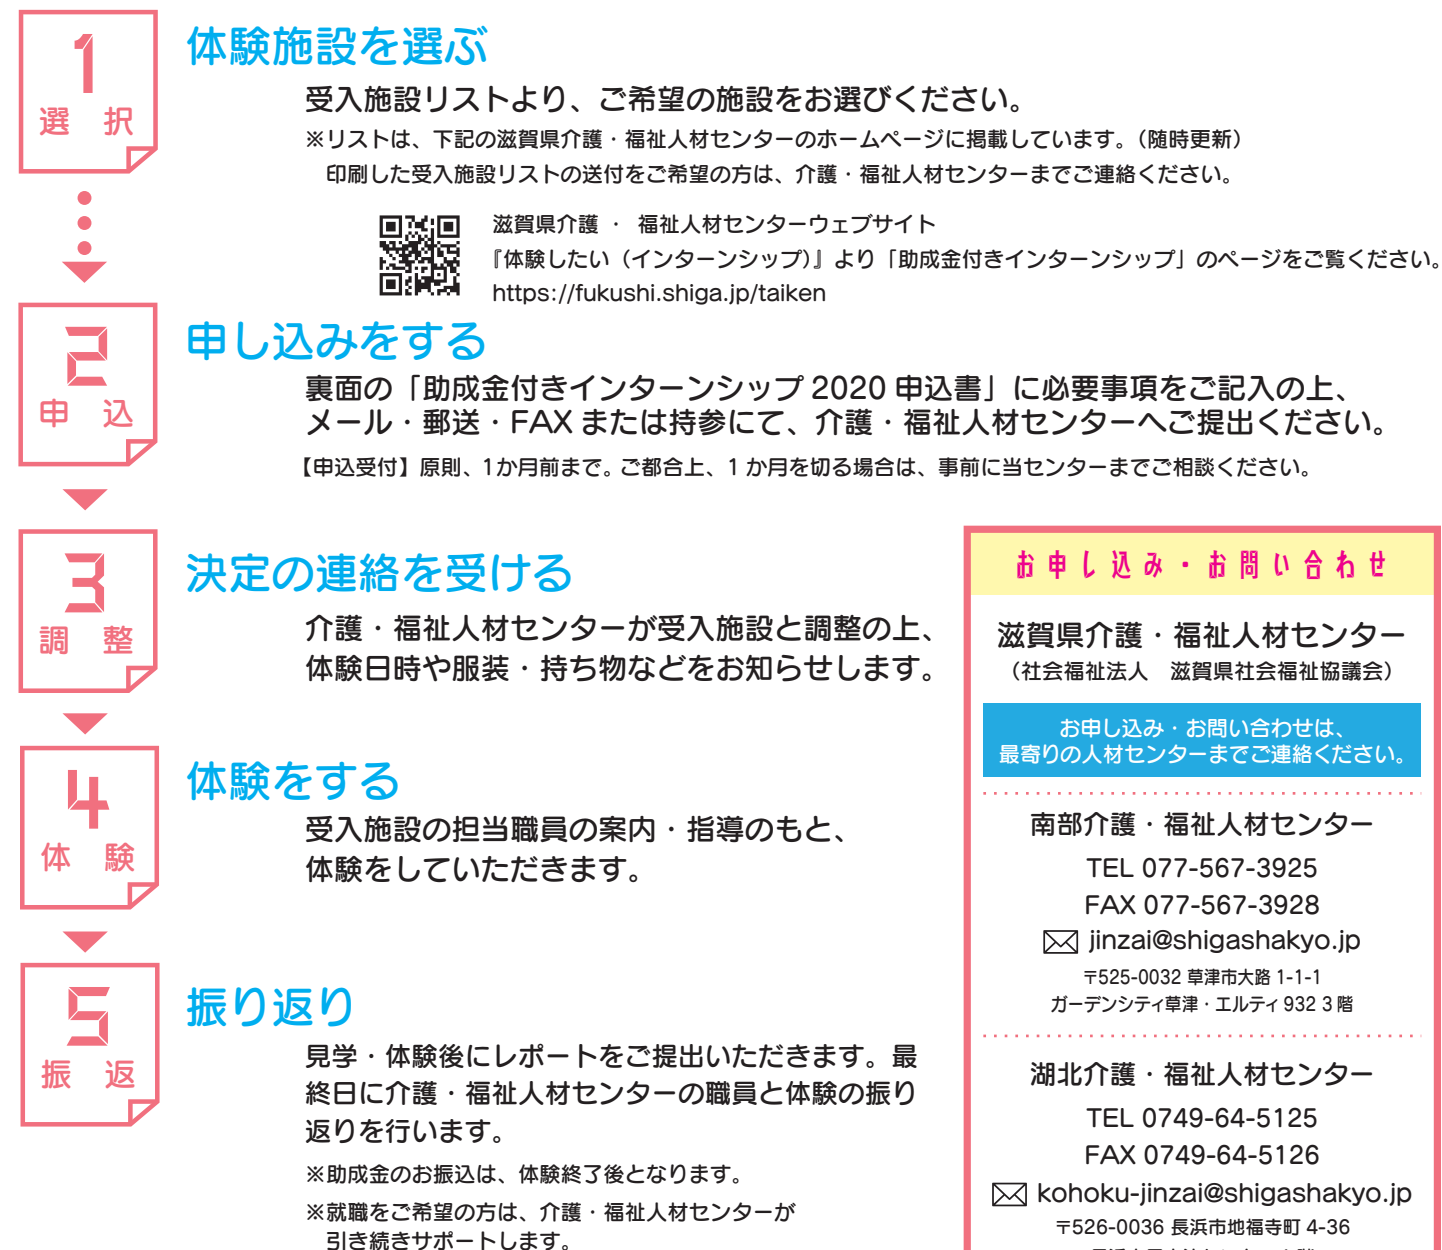 1
選 択
体験施設を選ぶ
受入施設リストより、ご希望の施設をお選びください。
※リストは、下記の滋賀県介護・福祉人材センターのホームページに掲載しています。（随時更新）
印刷した受入施設リストの送付をご希望の方は、介護・福祉人材センターまでご連絡ください。
滋賀県介護 ・ 福祉人材センターウェブサイト
『体験したい（インターンシップ）』より「助成金付きインターンシップ」のページをご覧ください。
https://fukushi.shiga.jp/taiken
2
申 込
申し込みをする
裏面の「助成金付きインターンシップ 2020 申込書」に必要事項をご記入の上、
メール・郵送・FAX または持参にて、介護・福祉人材センターへご提出ください。
【申込受付】原則、1か月前まで。ご都合上、1 か月を切る場合は、事前に当センターまでご相談ください。
3
調 整
決定の連絡を受ける
介護・福祉人材センターが受入施設と調整の上、
体験日時や服装・持ち物などをお知らせします。
4
体 験
体験をする
受入施設の担当職員の案内・指導のもと、
体験をしていただきます。
5
振 返
振り返り
見学・体験後にレポートをご提出いただきます。最
終日に介護・福祉人材センターの職員と体験の振り
返りを行います。
※助成金のお振込は、体験終了後となります。
※就職をご希望の方は、介護・福祉人材センターが
引き続きサポートします。
お申し込み・お問い合わせ
滋賀県介護・福祉人材センター
（社会福祉法人　滋賀県社会福祉協議会）
お申し込み・お問い合わせは、
最寄りの人材センターまでご連絡ください。
南部介護・福祉人材センター
TEL 077-567-3925
FAX 077-567-3928
jinzai@shigashakyo.jp
〒525-0032 草津市大路 1-1-1
ガーデンシティ草津・エルティ 932 3 階
湖北介護・福祉人材センター
TEL 0749-64-5125
FAX 0749-64-5126
kohoku-jinzai@shigashakyo.jp
〒526-0036 長浜市地福寺町 4-36